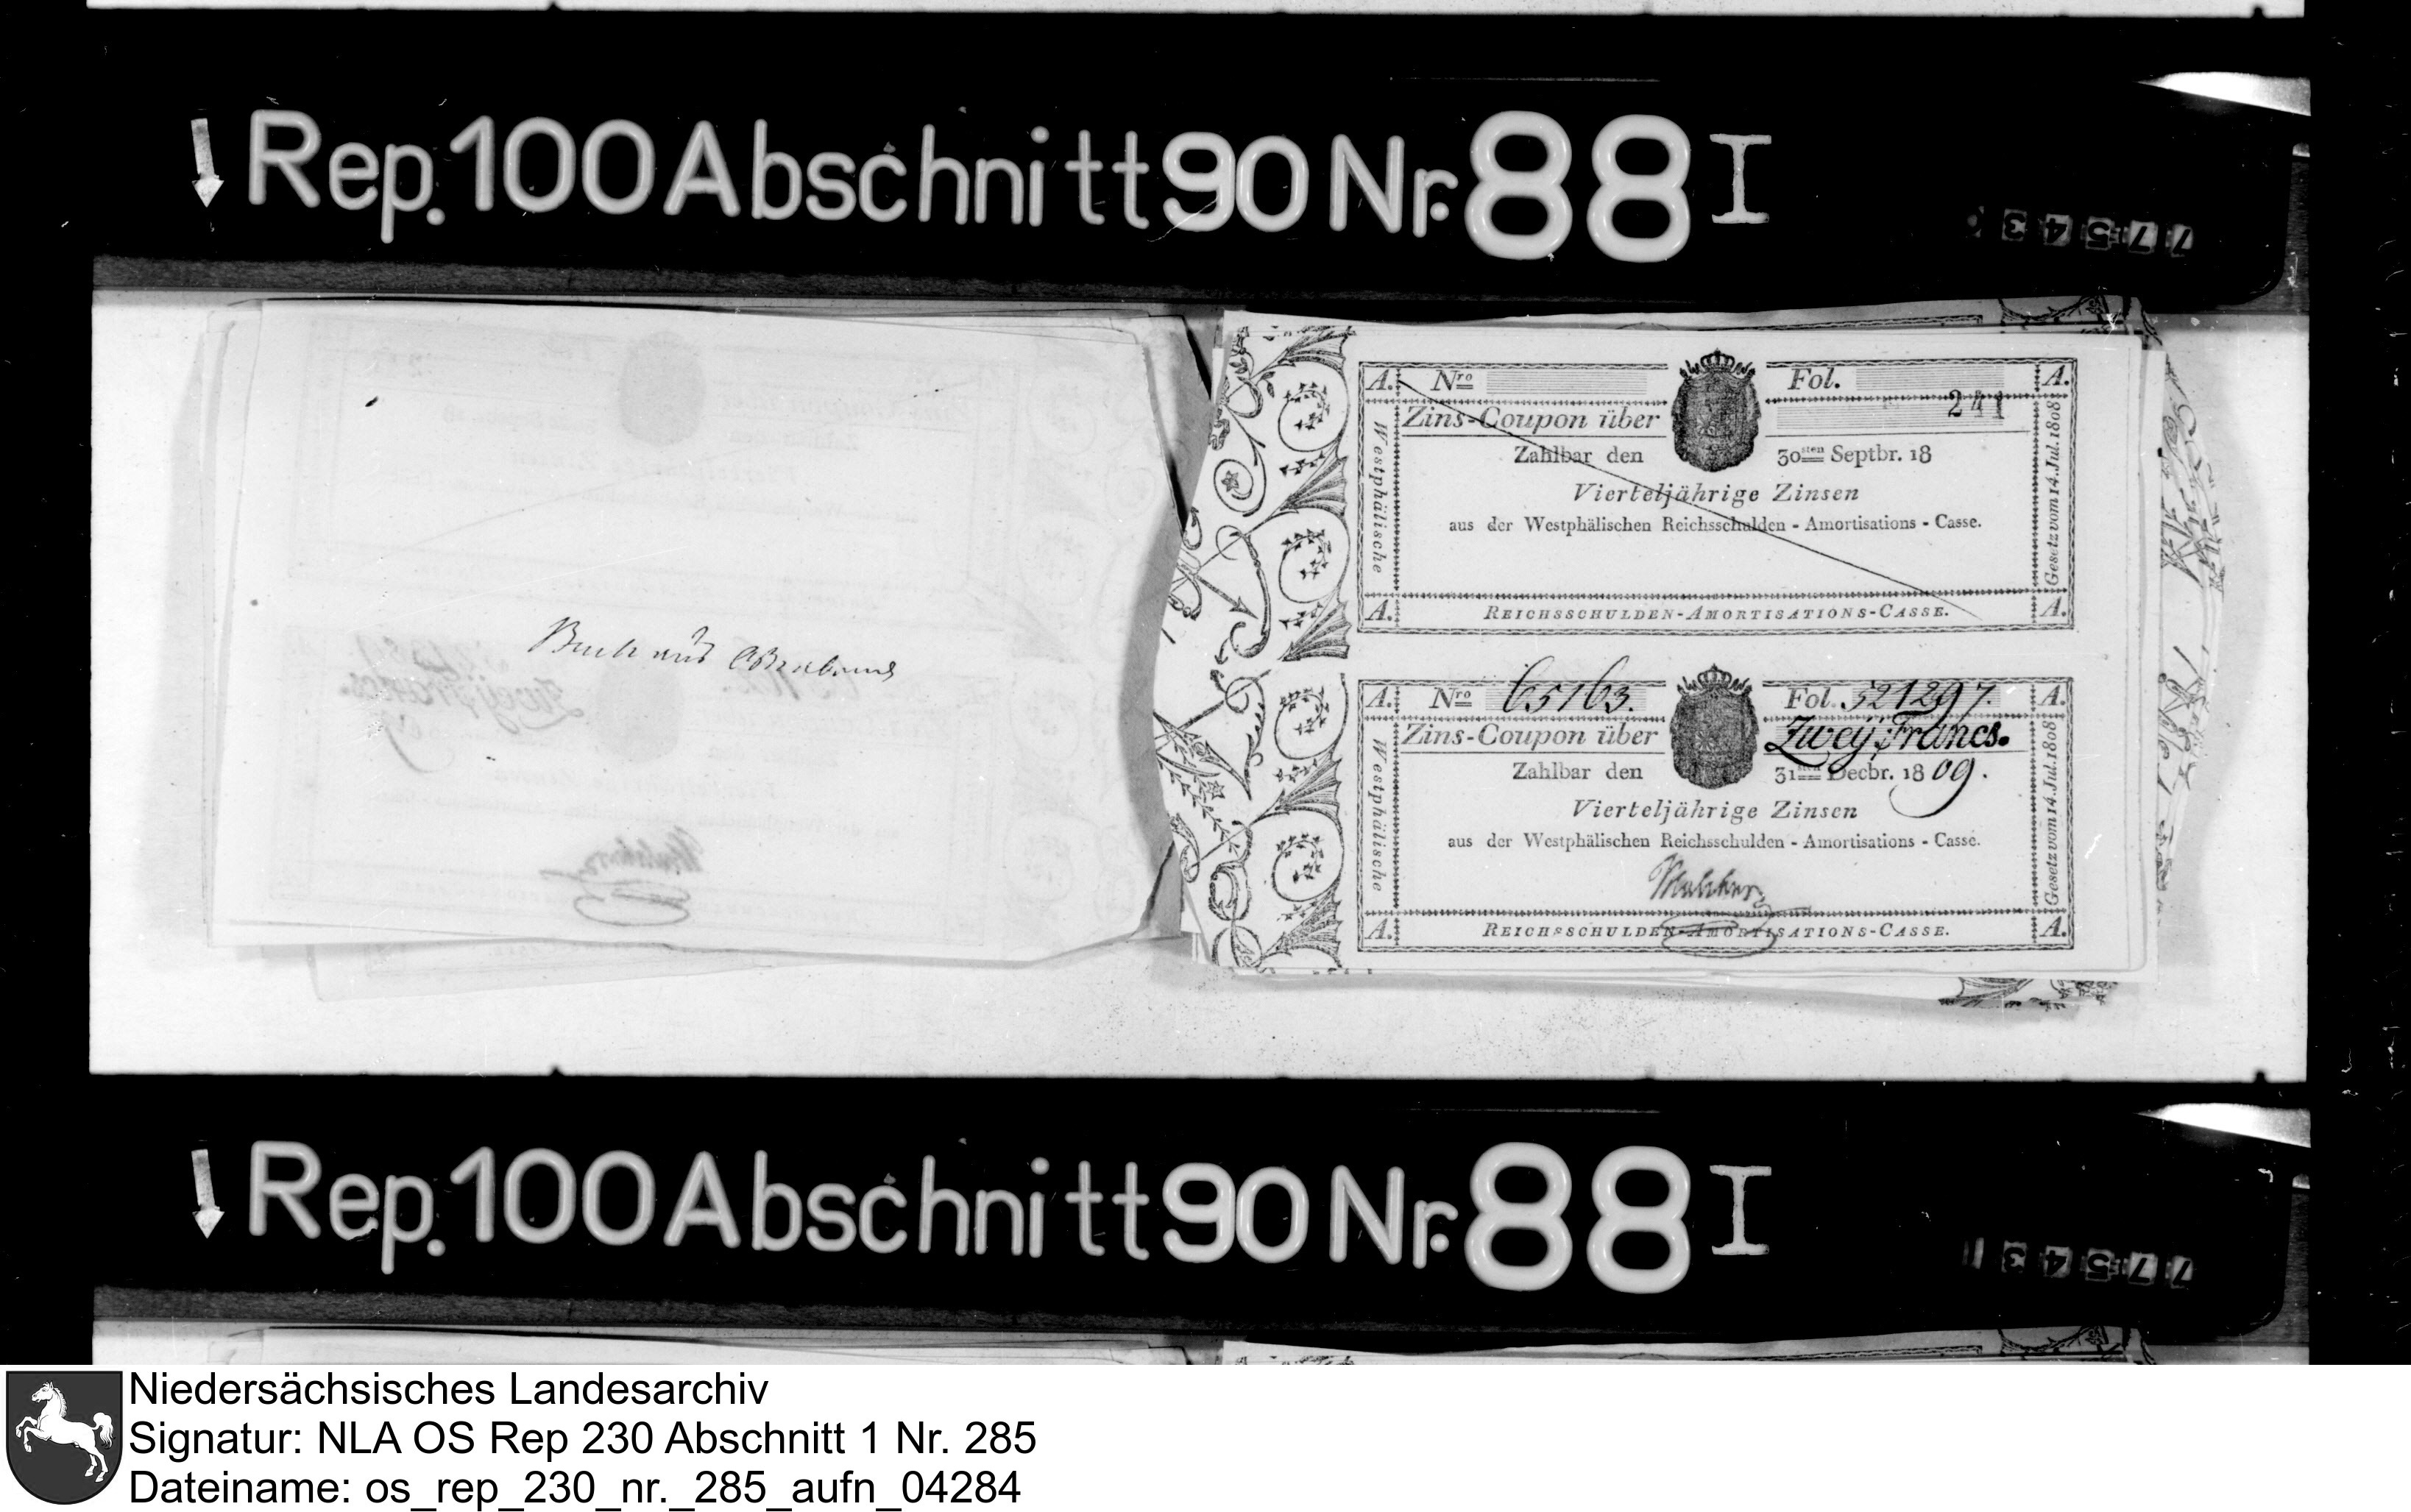 Rep. 100 Abschnitt 90 Nr. 88 I
77543
A. Nro Fol. A.
241
Zins-Coupon über
Zahlbar den 30sten Septbr. 18
Vierteljährige Zinsen
aus der Westphälischen Reichsschulden - Amortisations - Casse.
Westphälische
Gesetz vom 14. Jul. 1808
A. REICHSSCHULDEN-AMORTISATIONS-CASSE. A.
A. Nro 65163. Fol. 521297. A.
Zins-Coupon über Zwey Francs.
Zahlbar den 31sten Decbr. 1809.
Vierteljährige Zinsen
aus der Westphälischen Reichsschulden - Amortisations - Casse.
Westphälische
Gesetz vom 14. Jul. 1808
Malchus
A. REICHSSCHULDEN-AMORTISATIONS-CASSE. A.
Rep. 100 Abschnitt 90 Nr. 88 I
77543
Niedersächsisches Landesarchiv
Signatur: NLA OS Rep 230 Abschnitt 1 Nr. 285
Dateiname: os_rep_230_nr._285_aufn_04284